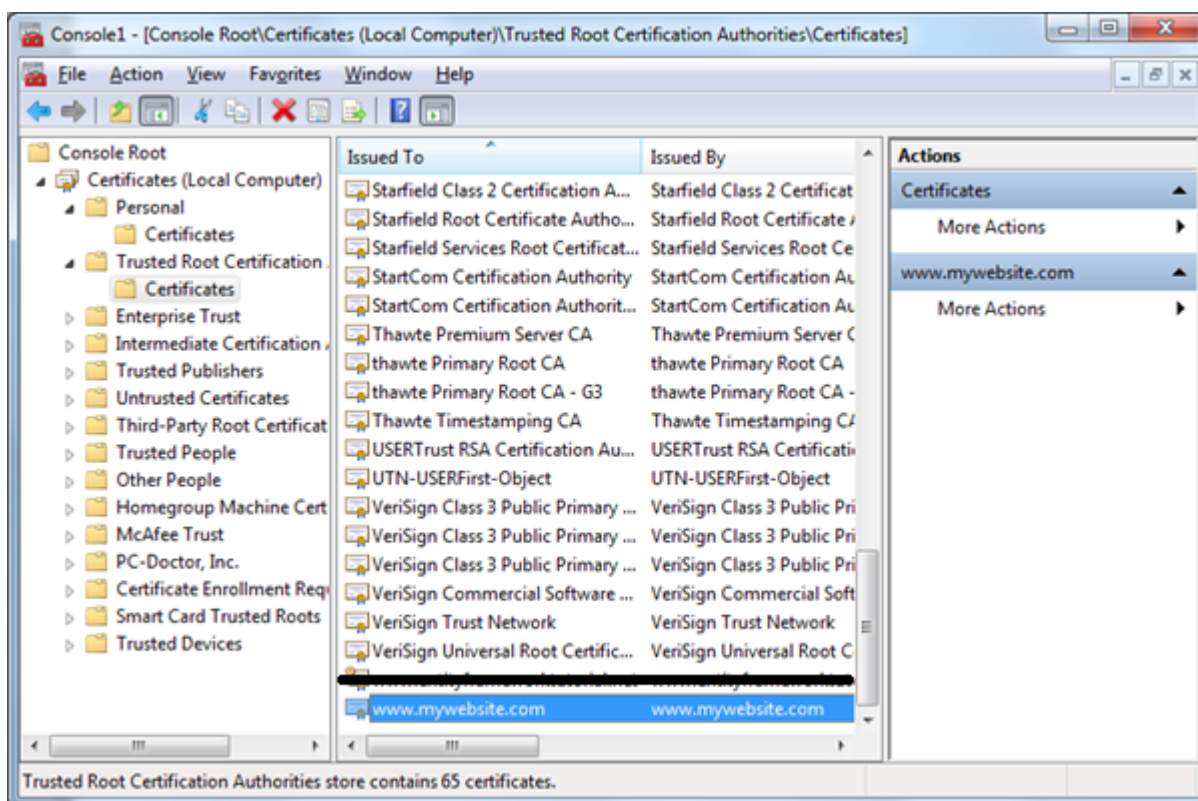 Console1 - [Console Root\Certificates (Local Computer)\Trusted Root Certification Authorities\Certificates]
File Action View Favorites Window Help
Console Root
Certificates (Local Computer)
Personal
Certificates
Trusted Root Certification
Certificates
Enterprise Trust
Intermediate Certification
Trusted Publishers
Untrusted Certificates
Third-Party Root Certificat
Trusted People
Other People
Homegroup Machine Cert
McAfee Trust
PC-Doctor, Inc.
Certificate Enrollment Requ
Smart Card Trusted Roots
Trusted Devices
Issued To Issued By
Starfield Class 2 Certification A... Starfield Class 2 Certificat
Starfield Root Certificate Autho... Starfield Root Certificate
Starfield Services Root Certificat... Starfield Services Root Ce
StartCom Certification Authority StartCom Certification Au
StartCom Certification Authorit... StartCom Certification Au
Thawte Premium Server CA Thawte Premium Server C
thawte Primary Root CA thawte Primary Root CA
thawte Primary Root CA - G3 thawte Primary Root CA -
Thawte Timestamping CA Thawte Timestamping CA
USERTrust RSA Certification Au... USERTrust RSA Certificati
UTN-USERFirst-Object UTN-USERFirst-Object
VeriSign Class 3 Public Primary ... VeriSign Class 3 Public Pri
VeriSign Class 3 Public Primary ... VeriSign Class 3 Public Pri
VeriSign Class 3 Public Primary ... VeriSign Class 3 Public Pri
VeriSign Commercial Software ... VeriSign Commercial Soft
VeriSign Trust Network VeriSign Trust Network
VeriSign Universal Root Certific... VeriSign Universal Root C
www.mywebsite.com www.mywebsite.com
Actions
Certificates
More Actions
www.mywebsite.com
More Actions
Trusted Root Certification Authorities store contains 65 certificates.